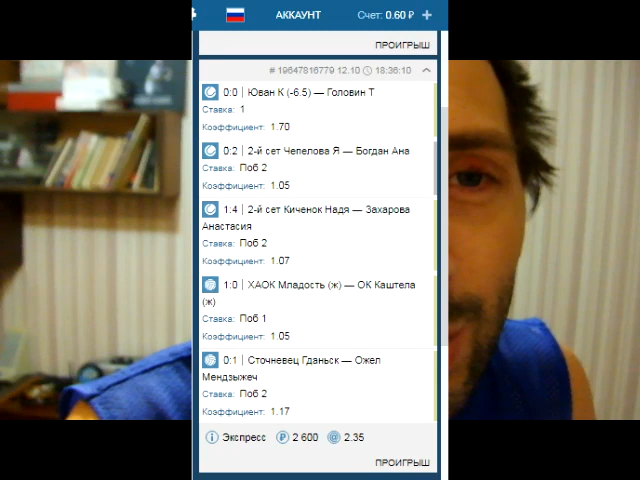 АККАУНТ
Счет: 0.60 ₽ +
ПРОИГРЫШ
# 19647816779 12.10 18:36:10
0:0 | Юван К (-6.5) — Головин Т
Ставка: 1
Коэффициент: 1.70
0:2 | 2-й сет Чепелова Я — Богдан Ана
Ставка: Поб 2
Коэффициент: 1.05
1:4 | 2-й сет Киченок Надя — Захарова
Анастасия
Ставка: Поб 2
Коэффициент: 1.07
1:0 | ХАОК Младость (ж) — ОК Каштела
(ж)
Ставка: Поб 1
Коэффициент: 1.05
0:1 | Сточневец Гданьск — Ожел
Мендзыжеч
Ставка: Поб 2
Коэффициент: 1.17
Экспресс ₽ 2 600 @ 2.35
ПРОИГРЫШ